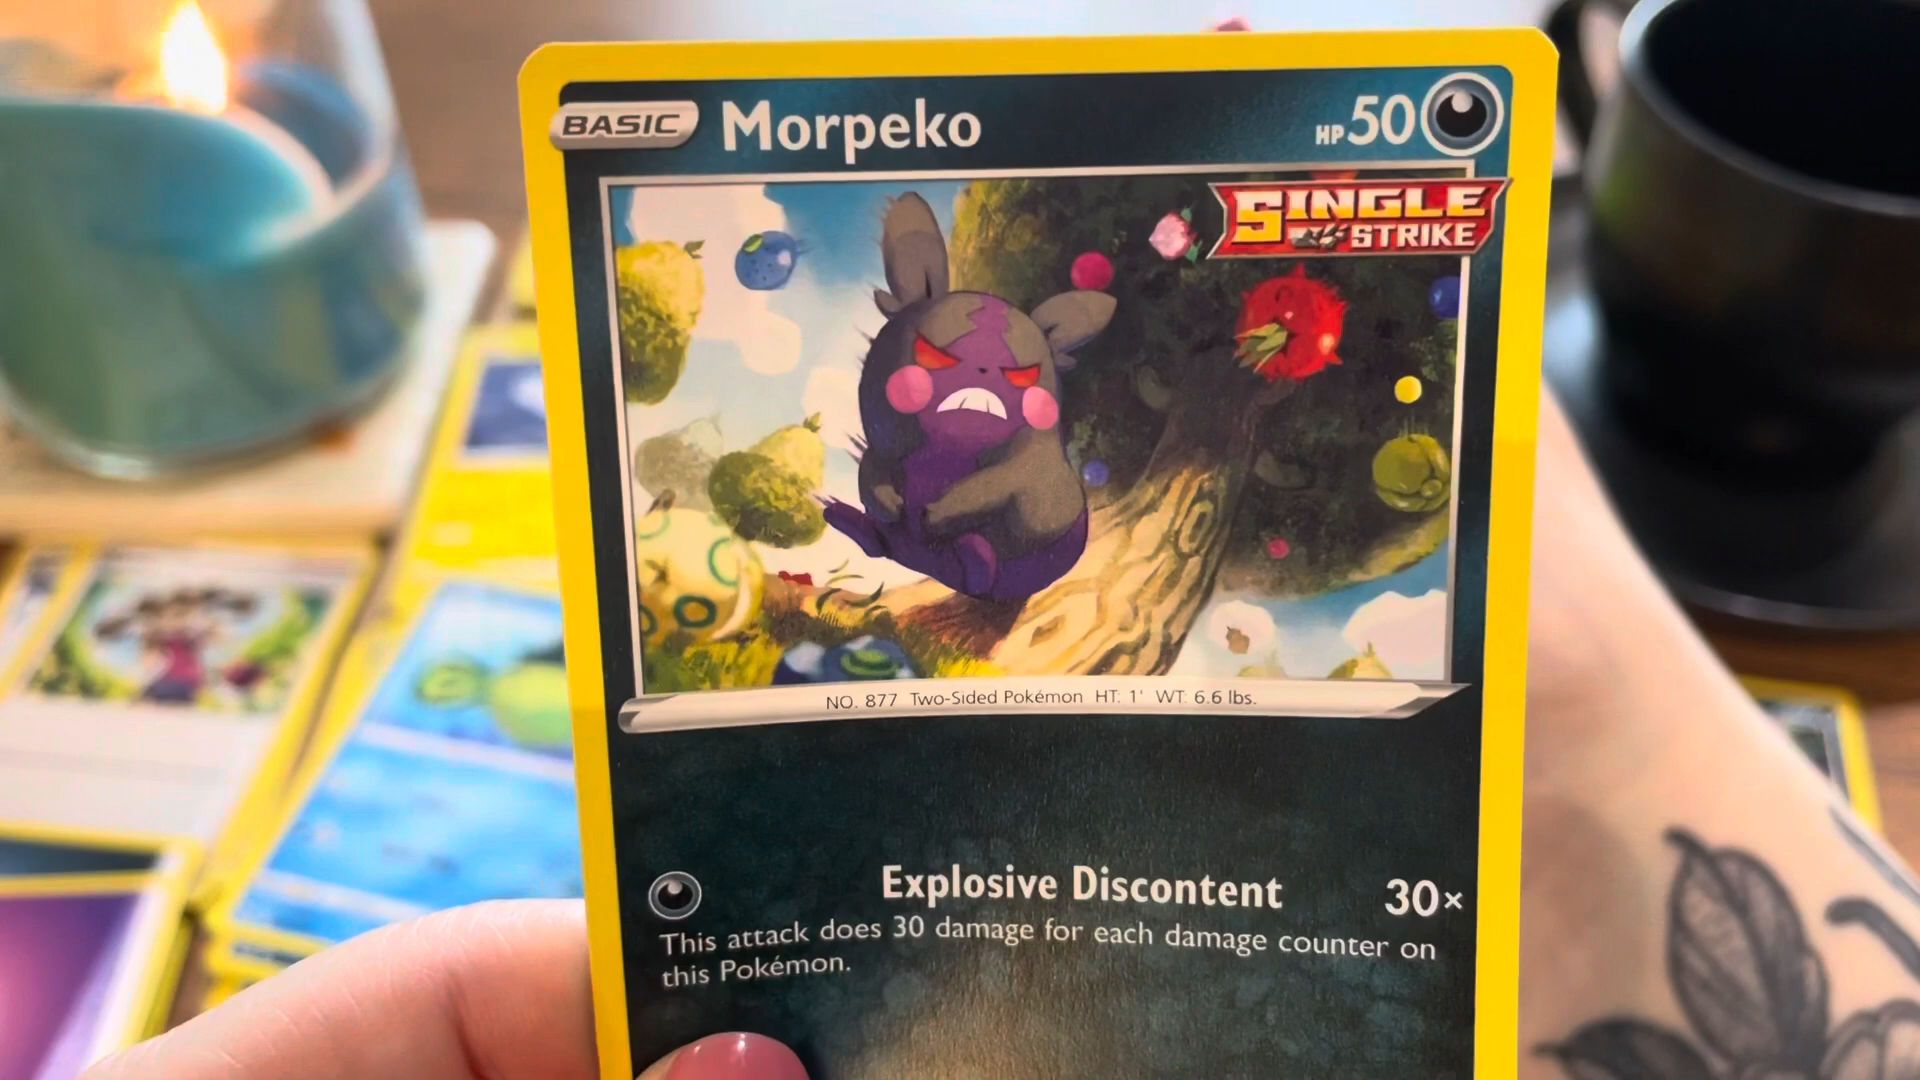 BASIC Morpeko HP 50
SINGLE
STRIKE
NO. 877 Two-Sided Pokémon HT: 1' WT: 6.6 lbs.
Explosive Discontent 30×
This attack does 30 damage for each damage counter on
this Pokémon.